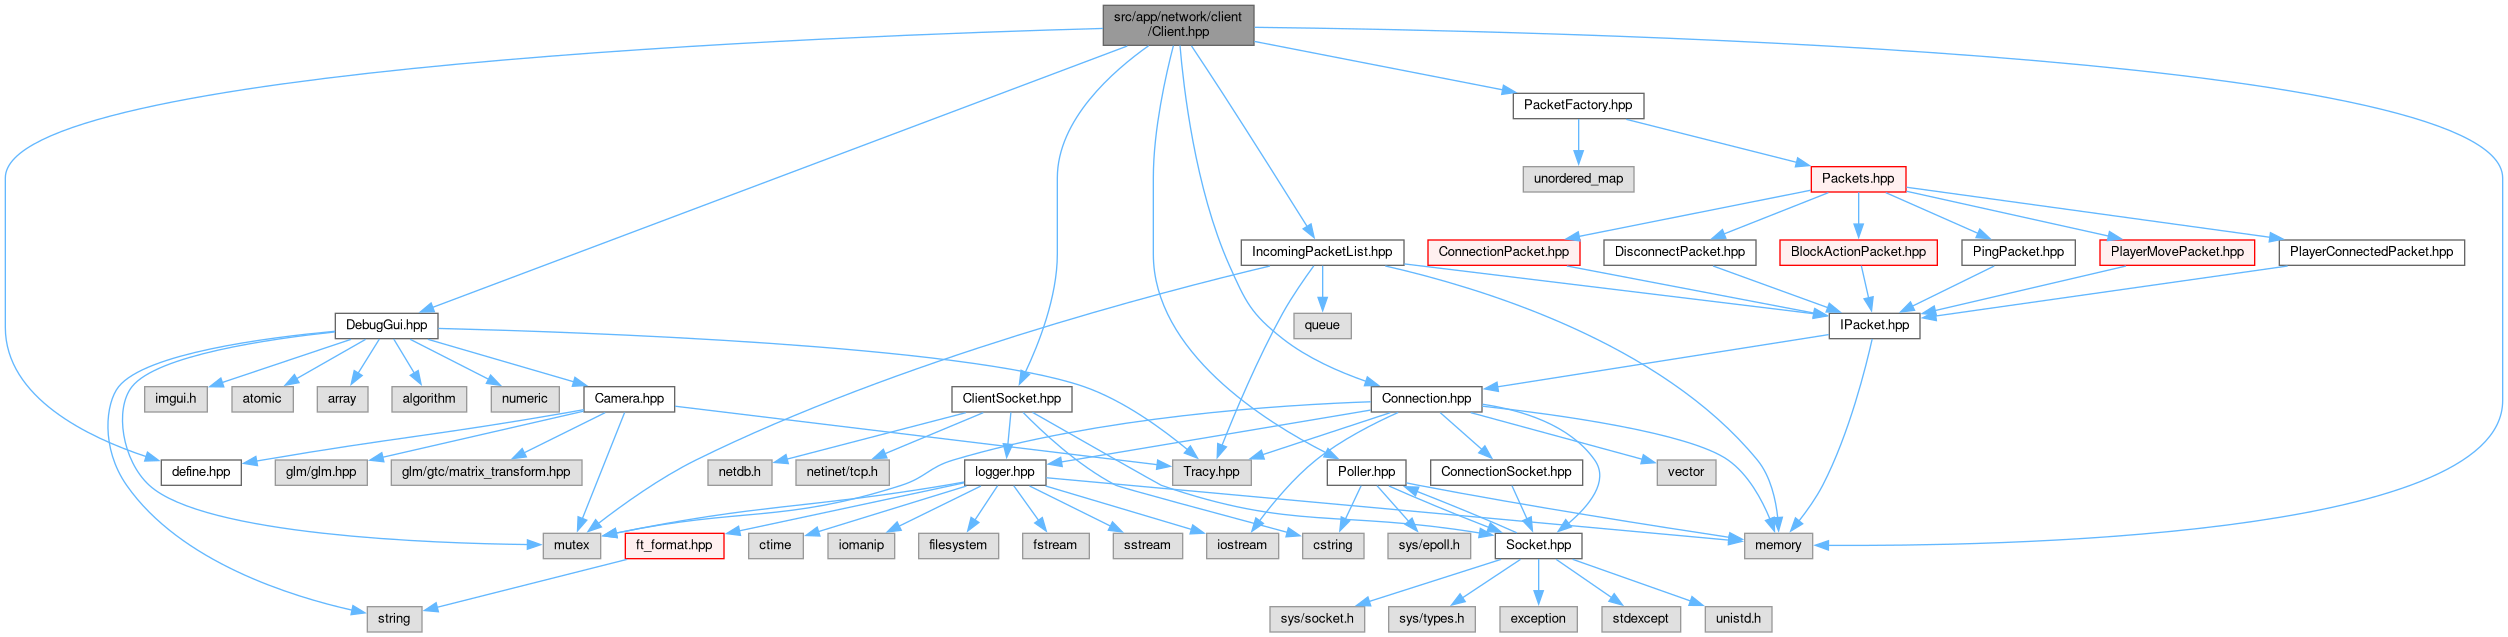 src/app/network/client
/Client.hpp
PacketFactory.hpp
unordered_map
Packets.hpp
IncomingPacketList.hpp
ConnectionPacket.hpp
DisconnectPacket.hpp
BlockActionPacket.hpp
PingPacket.hpp
PlayerMovePacket.hpp
PlayerConnectedPacket.hpp
DebugGui.hpp
queue
IPacket.hpp
imgui.h
atomic
array
algorithm
numeric
Camera.hpp
ClientSocket.hpp
Connection.hpp
define.hpp
glm/glm.hpp
glm/gtc/matrix_transform.hpp
netdb.h
netinet/tcp.h
logger.hpp
Tracy.hpp
Poller.hpp
ConnectionSocket.hpp
vector
mutex
ft_format.hpp
ctime
iomanip
filesystem
fstream
sstream
iostream
cstring
sys/epoll.h
Socket.hpp
memory
string
sys/socket.h
sys/types.h
exception
stdexcept
unistd.h